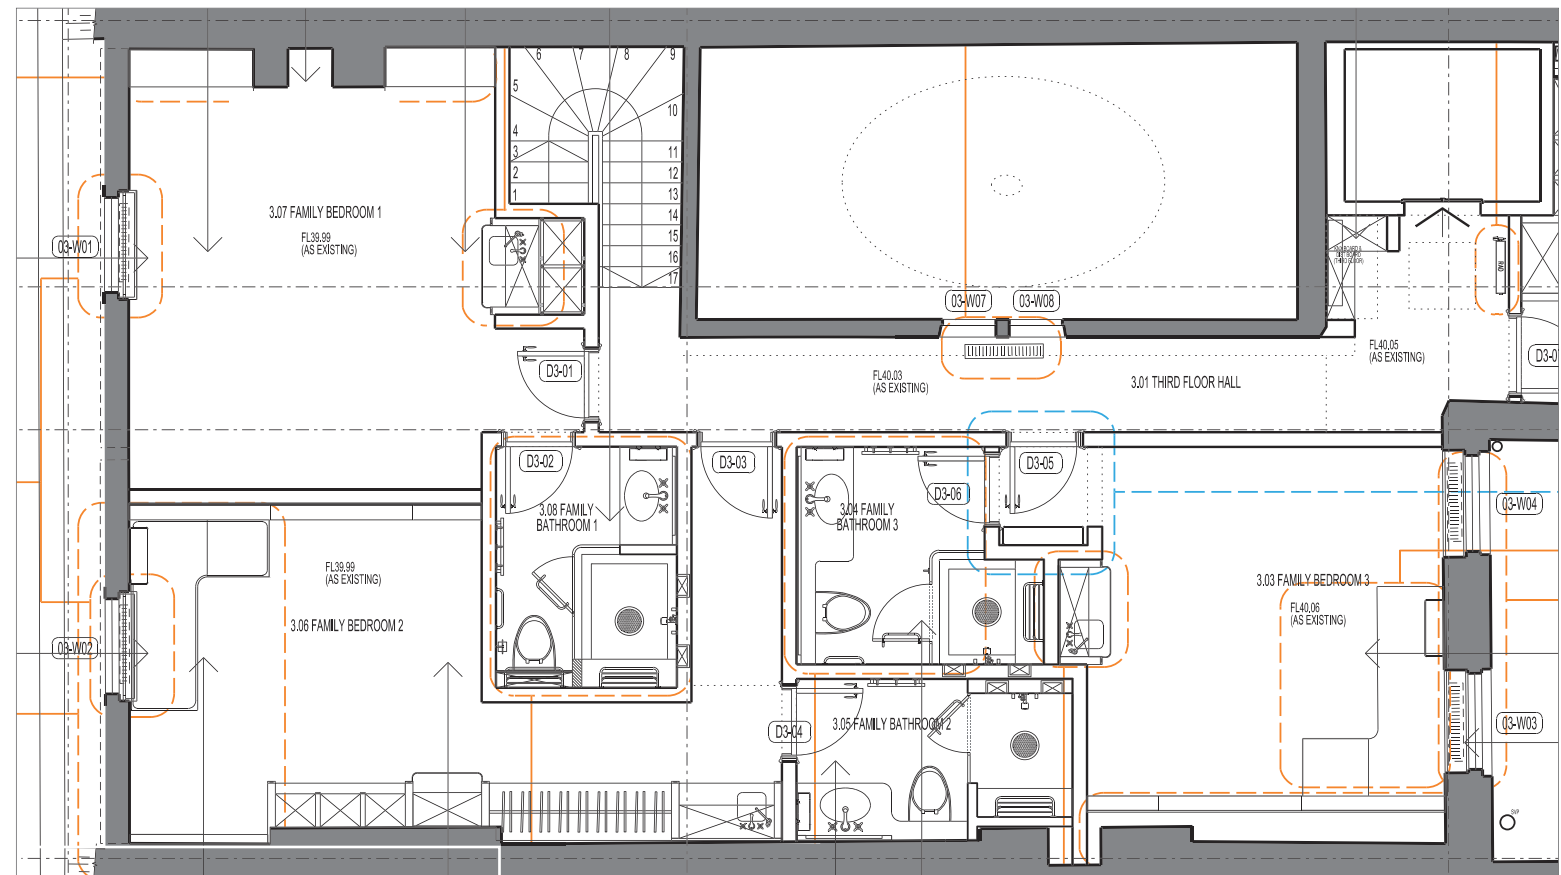 6
7
8
9
5
10
4
3
11
2
12
1
13
14
15
16
17
3.07 FAMILY BEDROOM 1
FL39.99
(AS EXISTING)
03-W01
03-W07
03-W08
RAD
D3-01
FL40.03
(AS EXISTING)
3.01 THIRD FLOOR HALL
FL40.05
(AS EXISTING)
D3-02
D3-03
D3-06
D3-05
3.08 FAMILY
BATHROOM 1
3.04 FAMILY
BATHROOM 3
03-W04
FL39.99
(AS EXISTING)
3.06 FAMILY BEDROOM 2
3.03 FAMILY BEDROOM 3
FL40.06
(AS EXISTING)
03-W02
D3-04
3.05 FAMILY BATHROOM 2
03-W03
SVP